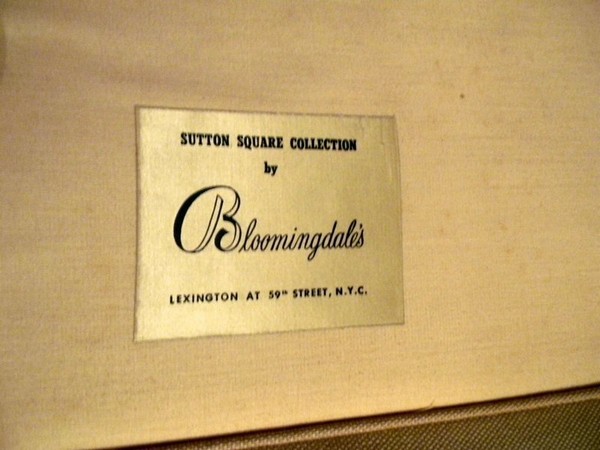 SUTTON SQUARE COLLECTION
by
Bloomingdale's
LEXINGTON AT 59TH STREET, N.Y.C.